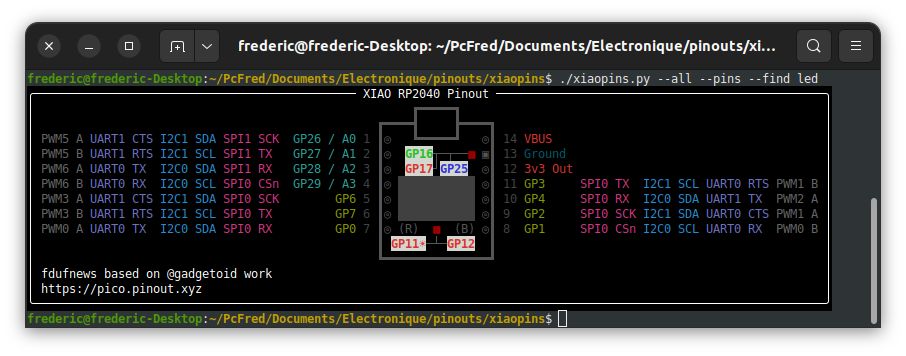 frederic@frederic-Desktop: ~/PcFred/Documents/Electronique/pinouts/xi...
frederic@frederic-Desktop:~/PcFred/Documents/Electronique/pinouts/xiaopins$ ./xiaopins.py --all --pins --find led
XIAO RP2040 Pinout
PWM5 A UART1 CTS I2C1 SDA SPI1 SCK GP26 / A0 1 ◎ ◎ 14 VBUS
PWM5 B UART1 RTS I2C1 SCL SPI1 TX GP27 / A1 2 ◎ GP16 ▣ 13 Ground
PWM6 A UART0 TX I2C0 SDA SPI1 RX GP28 / A2 3 ◎ GP17 GP25 ◎ 12 3v3 Out
PWM6 B UART0 RX I2C0 SCL SPI0 CSn GP29 / A3 4 ◎ ◎ 11 GP3 SPI0 TX I2C1 SCL UART0 RTS PWM1 B
PWM3 A UART1 CTS I2C1 SDA SPI0 SCK GP6 5 ◎ ◎ 10 GP4 SPI0 RX I2C0 SDA UART1 TX PWM2 A
PWM3 B UART1 RTS I2C1 SCL SPI0 TX GP7 6 ◎ ◎ 9 GP2 SPI0 SCK I2C1 SDA UART0 CTS PWM1 A
PWM0 A UART0 TX I2C0 SDA SPI0 RX GP0 7 ◎ (R) (B) ◎ 8 GP1 SPI0 CSn I2C0 SCL UART0 RX PWM0 B
GP11* GP12
fdufnews based on @gadgetoid work
https://pico.pinout.xyz
frederic@frederic-Desktop:~/PcFred/Documents/Electronique/pinouts/xiaopins$